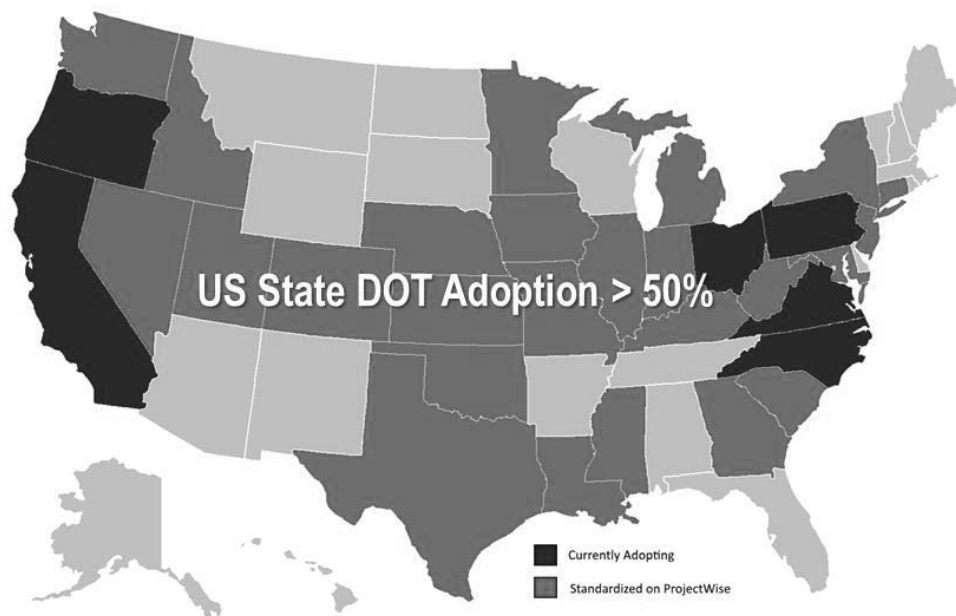 US State DOT Adoption > 50%
Currently Adopting
Standardized on ProjectWise